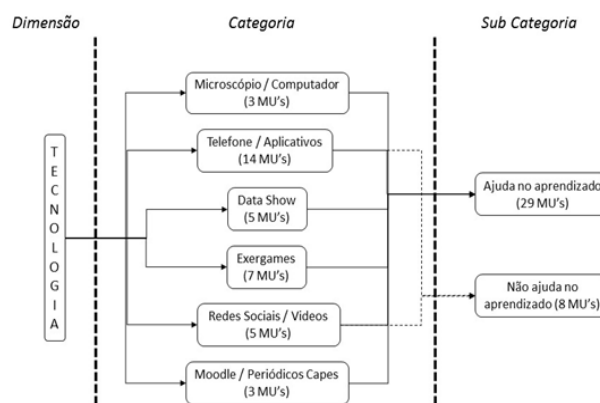 Dimensão
Categoria
Sub Categoria
TECNOLOGIA
Microscópio / Computador
(3 MU's)
Telefone / Aplicativos
(14 MU's)
Data Show
(5 MU's)
Exergames
(7 MU's)
Redes Sociais / Videos
(5 MU's)
Moodle / Periódicos Capes
(3 MU's)
Ajuda no aprendizado
(29 MU's)
Não ajuda no
aprendizado (8 MU's)